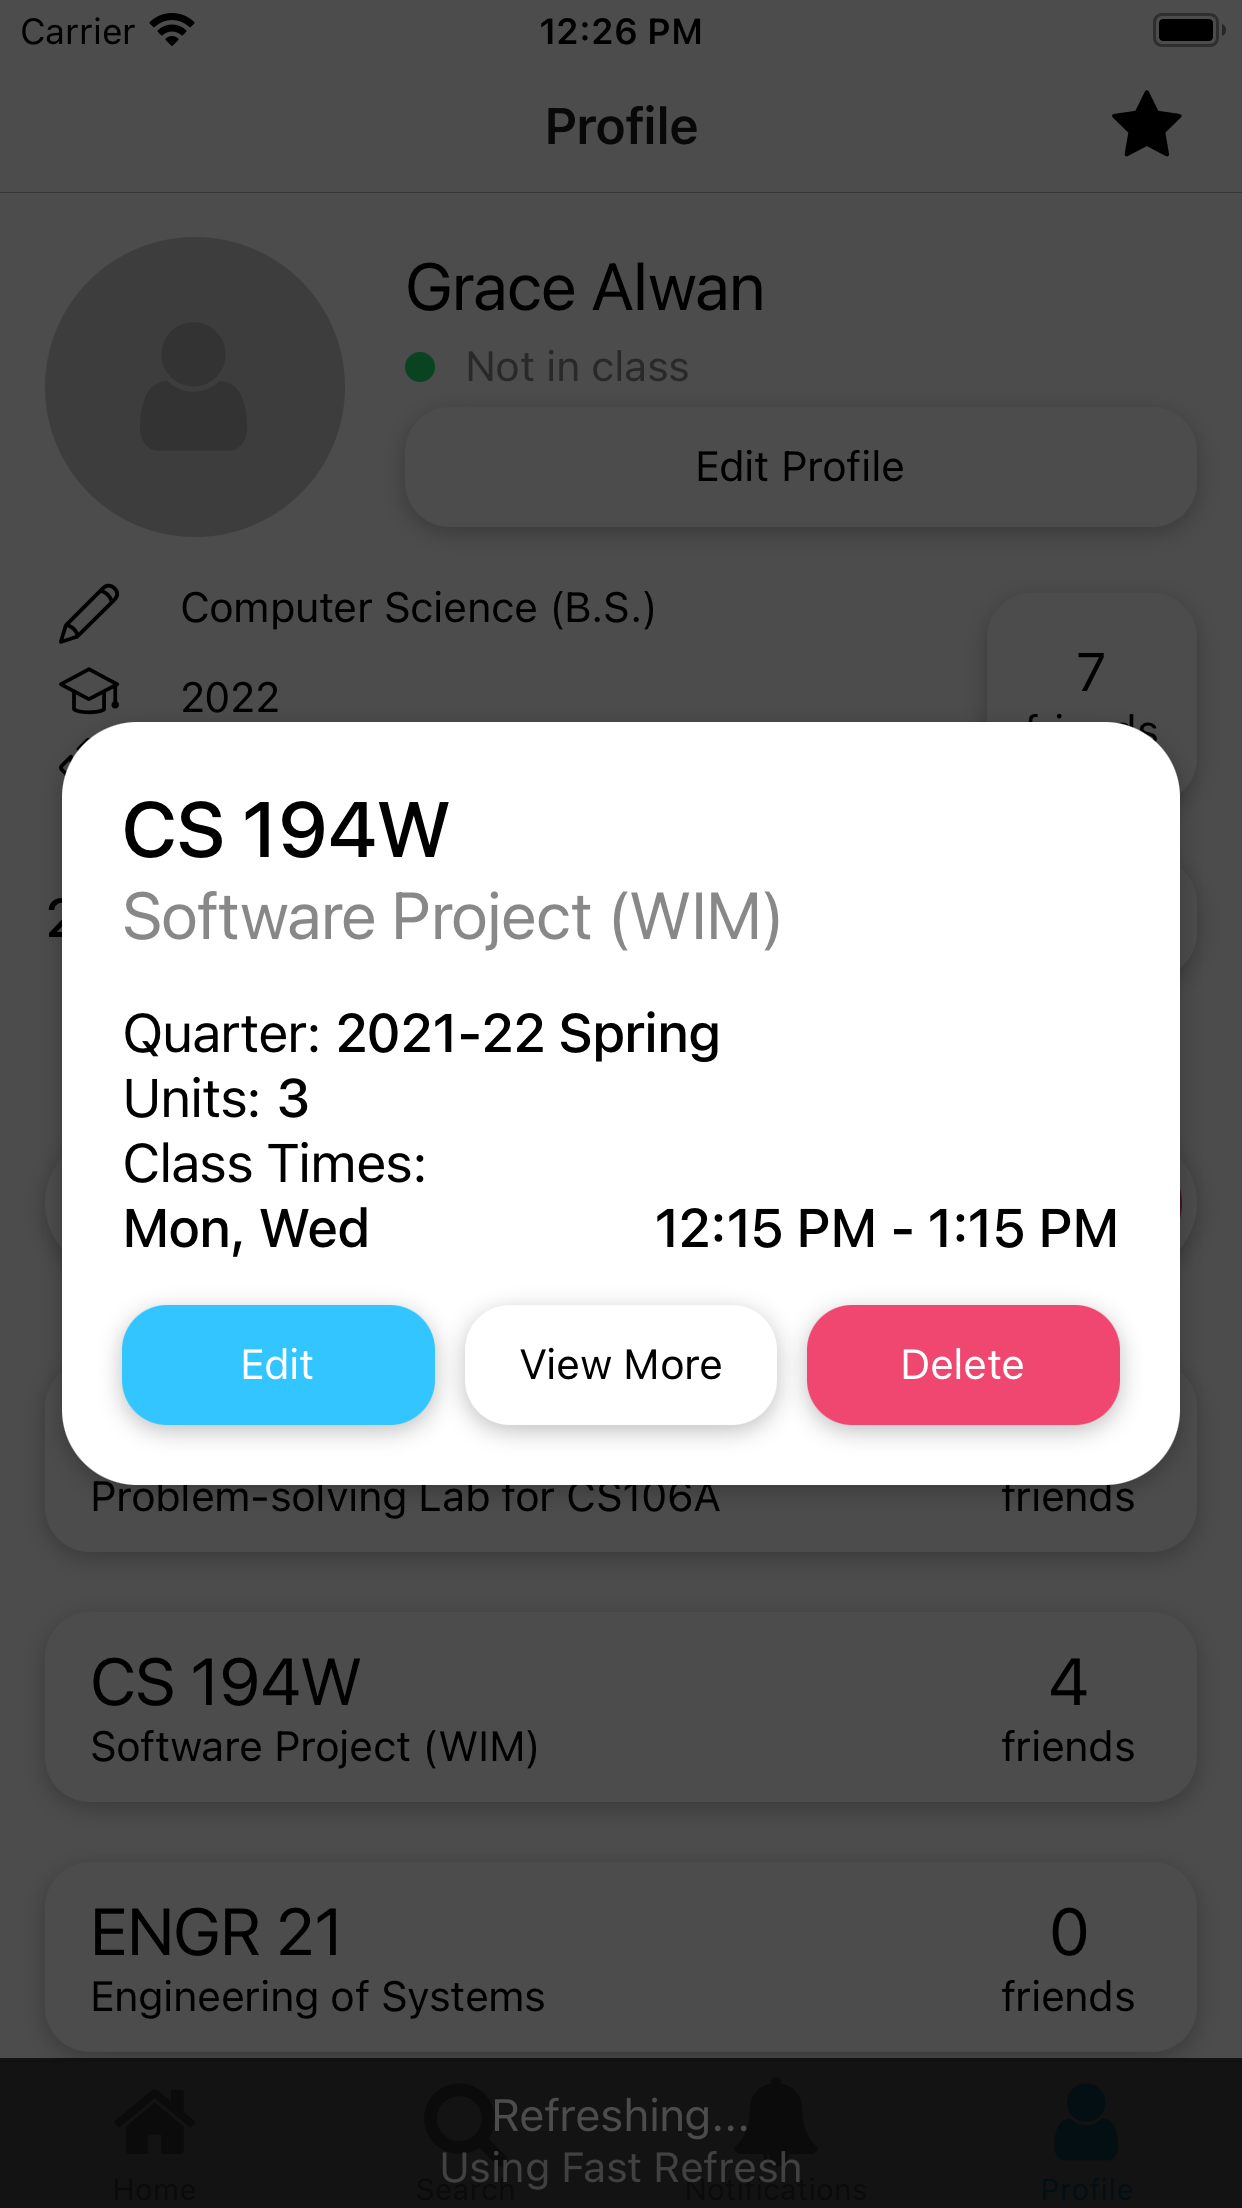 Carrier 12:26 PM
Profile
Grace Alwan
Not in class
Edit Profile
Computer Science (B.S.)
7
2022
friends
CS 194W
Software Project (WIM)
Quarter: 2021-22 Spring
Units: 3
Class Times:
Mon, Wed 12:15 PM - 1:15 PM
Edit View More Delete
Problem-solving Lab for CS106A friends
CS 194W 4
Software Project (WIM) friends
ENGR 21 0
Engineering of Systems friends
Refreshing...
Using Fast Refresh
Home Search Notifications Profile